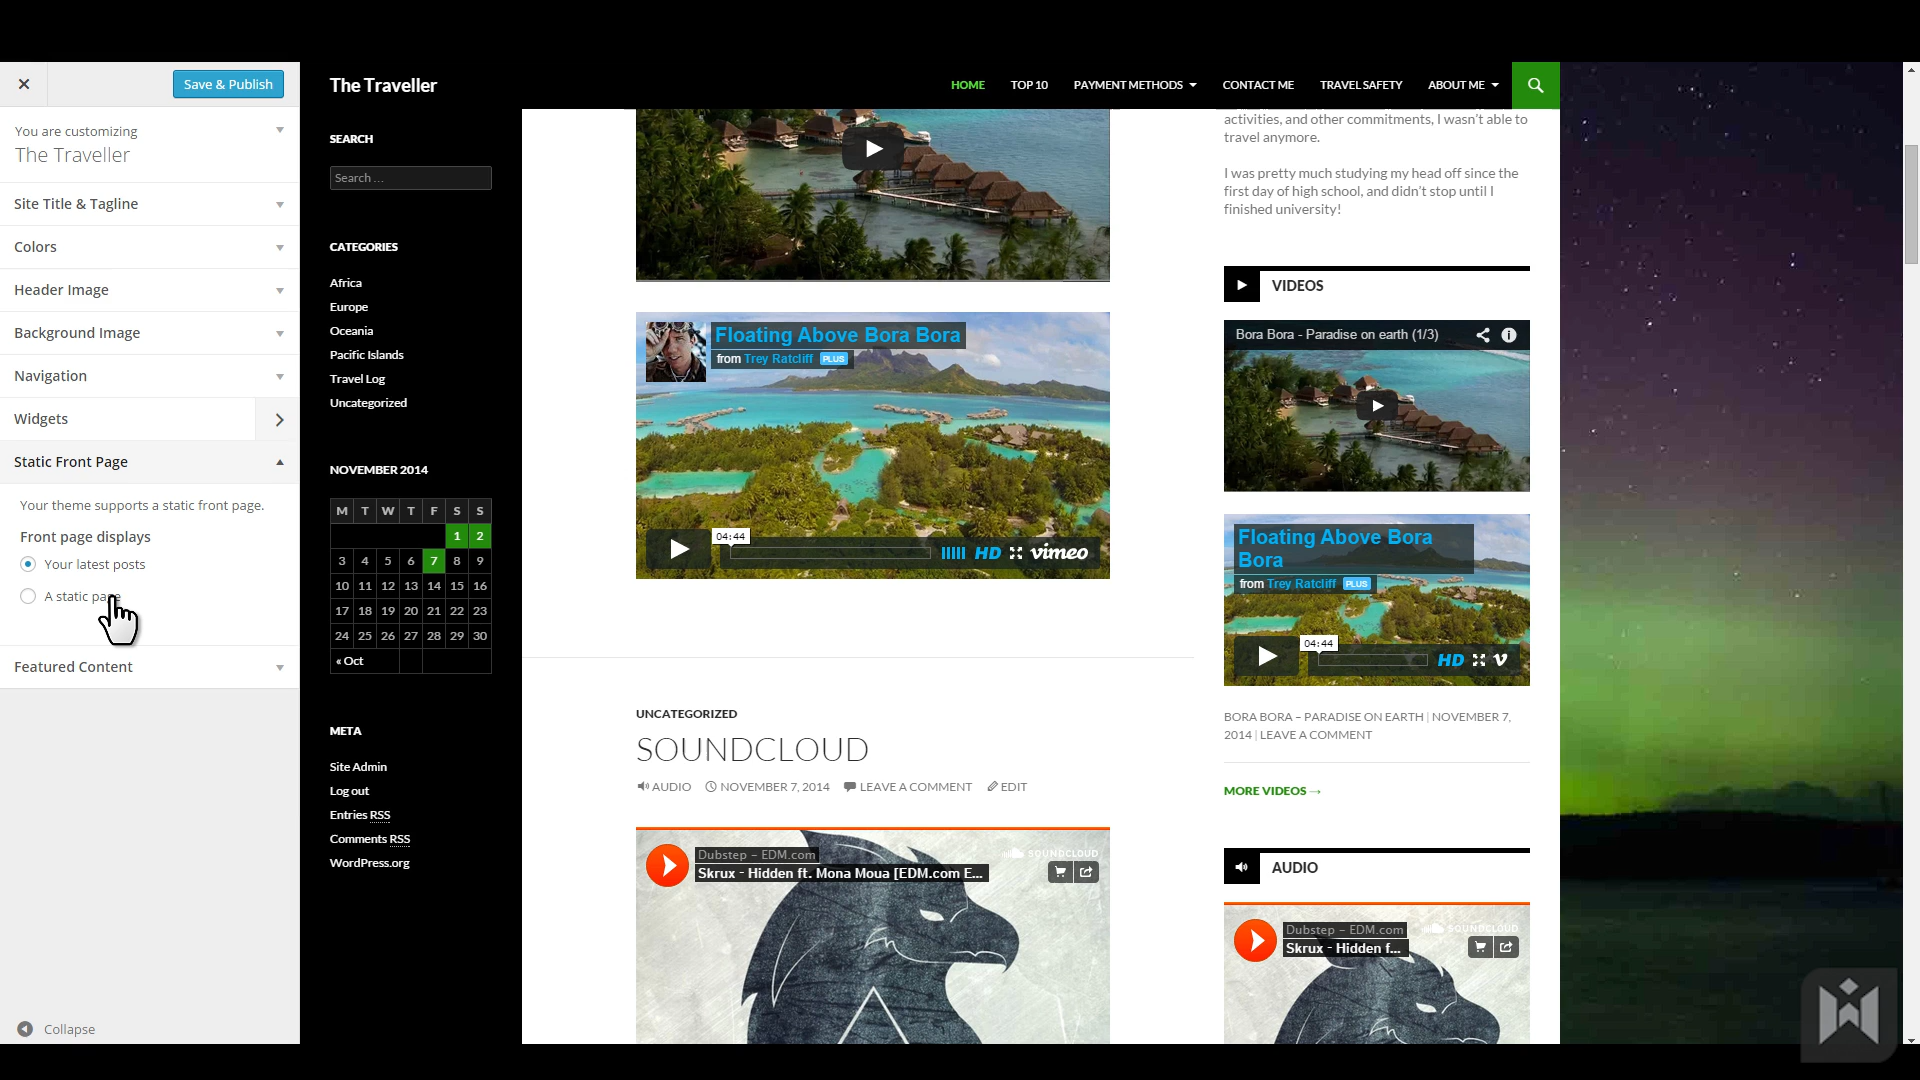 Save & Publish
You are customizing
The Traveller
Site Title & Tagline
Colors
Header Image
Background Image
Navigation
Widgets
Static Front Page
Your theme supports a static front page.
Front page displays
Your latest posts
A static page
Featured Content
Collapse
The Traveller
HOME
TOP 10
PAYMENT METHODS
CONTACT ME
TRAVEL SAFETY
ABOUT ME
SEARCH
Search ...
CATEGORIES
Africa
Europe
Oceania
Pacific Islands
Travel Log
Uncategorized
NOVEMBER 2014
M T W T F S S
1 2
3 4 5 6 7 8 9
10 11 12 13 14 15 16
17 18 19 20 21 22 23
24 25 26 27 28 29 30
« Oct
META
Site Admin
Log out
Entries RSS
Comments RSS
WordPress.org
Floating Above Bora Bora
from Trey Ratcliff PLUS
04:44
HD vimeo
UNCATEGORIZED
SOUNDCLOUD
AUDIO NOVEMBER 7, 2014 LEAVE A COMMENT EDIT
Dubstep – EDM.com
SOUNDCLOUD
Skrux - Hidden ft. Mona Moua [EDM.com E...
activities, and other commitments, I wasn't able to
travel anymore.
I was pretty much studying my head off since the
first day of high school, and didn't stop until I
finished university!
VIDEOS
Bora Bora - Paradise on earth (1/3)
Floating Above Bora
Bora
from Trey Ratcliff PLUS
04:44
HD
BORA BORA – PARADISE ON EARTH | NOVEMBER 7,
2014 | LEAVE A COMMENT
MORE VIDEOS →
AUDIO
Dubstep – EDM.com
SOUNDCLOUD
Skrux - Hidden f...